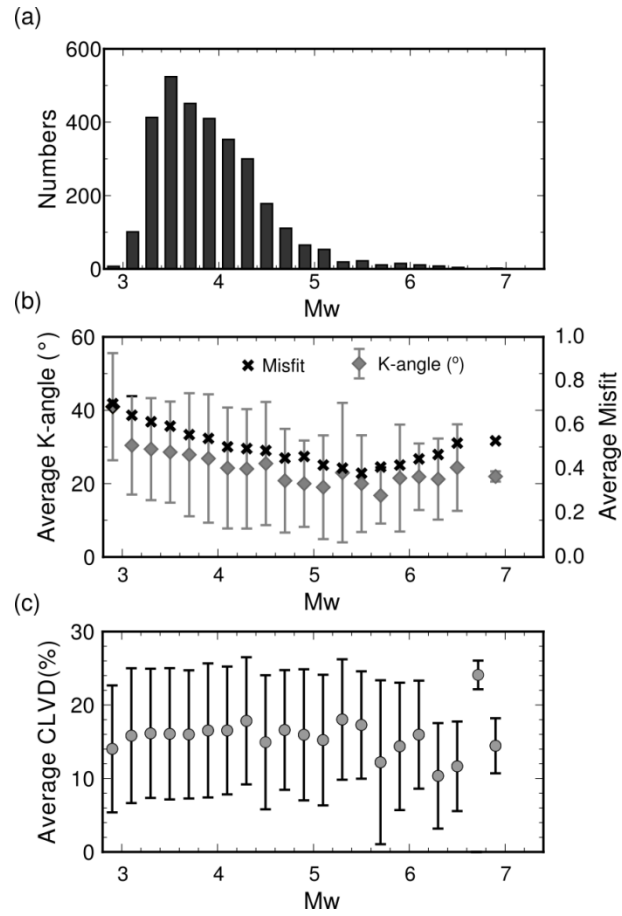 (a)
600
400
200
0
Numbers
3 4 5 6 7
Mw
(b)
60
40
20
0
Average K-angle (°)
Misfit
K-angle (º)
1.0
0.8
0.6
0.4
0.2
0.0
Average Misfit
3 4 5 6 7
Mw
(c)
30
20
10
0
Average CLVD(%)
3 4 5 6 7
Mw